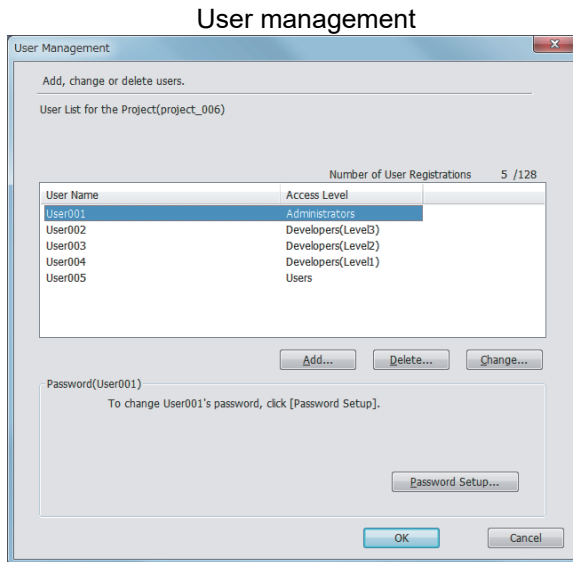 User management
User Management
Add, change or delete users.
User List for the Project(project_006)
Number of User Registrations 5 /128
User Name Access Level
User001 Administrators
User002 Developers(Level3)
User003 Developers(Level2)
User004 Developers(Level1)
User005 Users
Add... Delete... Change...
Password(User001)
To change User001's password, click [Password Setup].
Password Setup...
OK Cancel